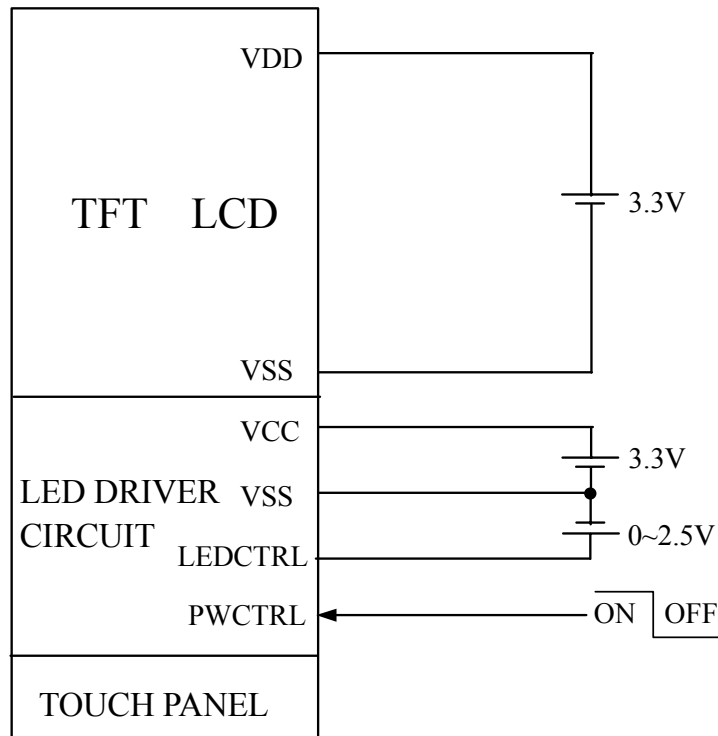 VDD
TFT LCD
3.3V
VSS
VCC
3.3V
LED DRIVER
CIRCUIT
VSS
0~2.5V
LEDCTRL
PWCTRL
ON
OFF
TOUCH PANEL